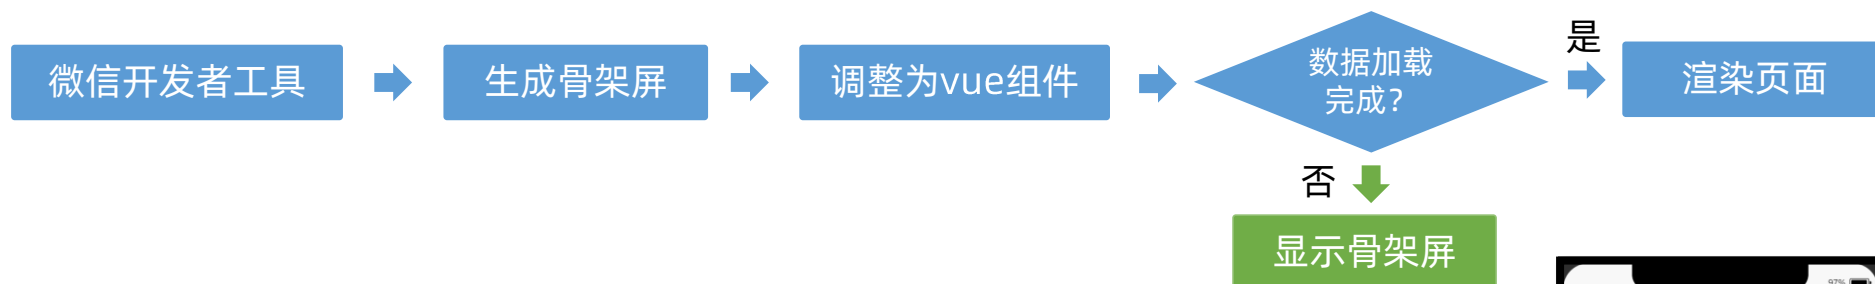 微信开发者工具
生成骨架屏
调整为vue组件
数据加载
完成?
是
渲染页面
否
显示骨架屏
97%